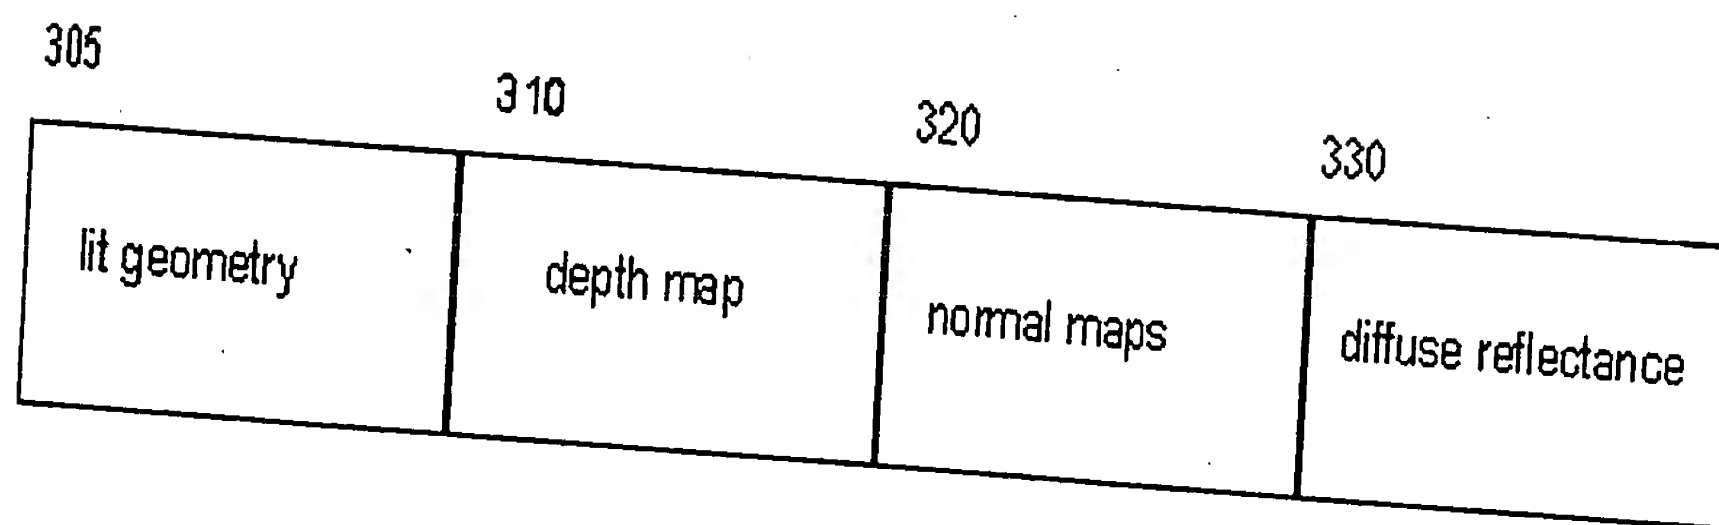 305
310
320
330
lit geometry
depth map
normal maps
diffuse reflectance